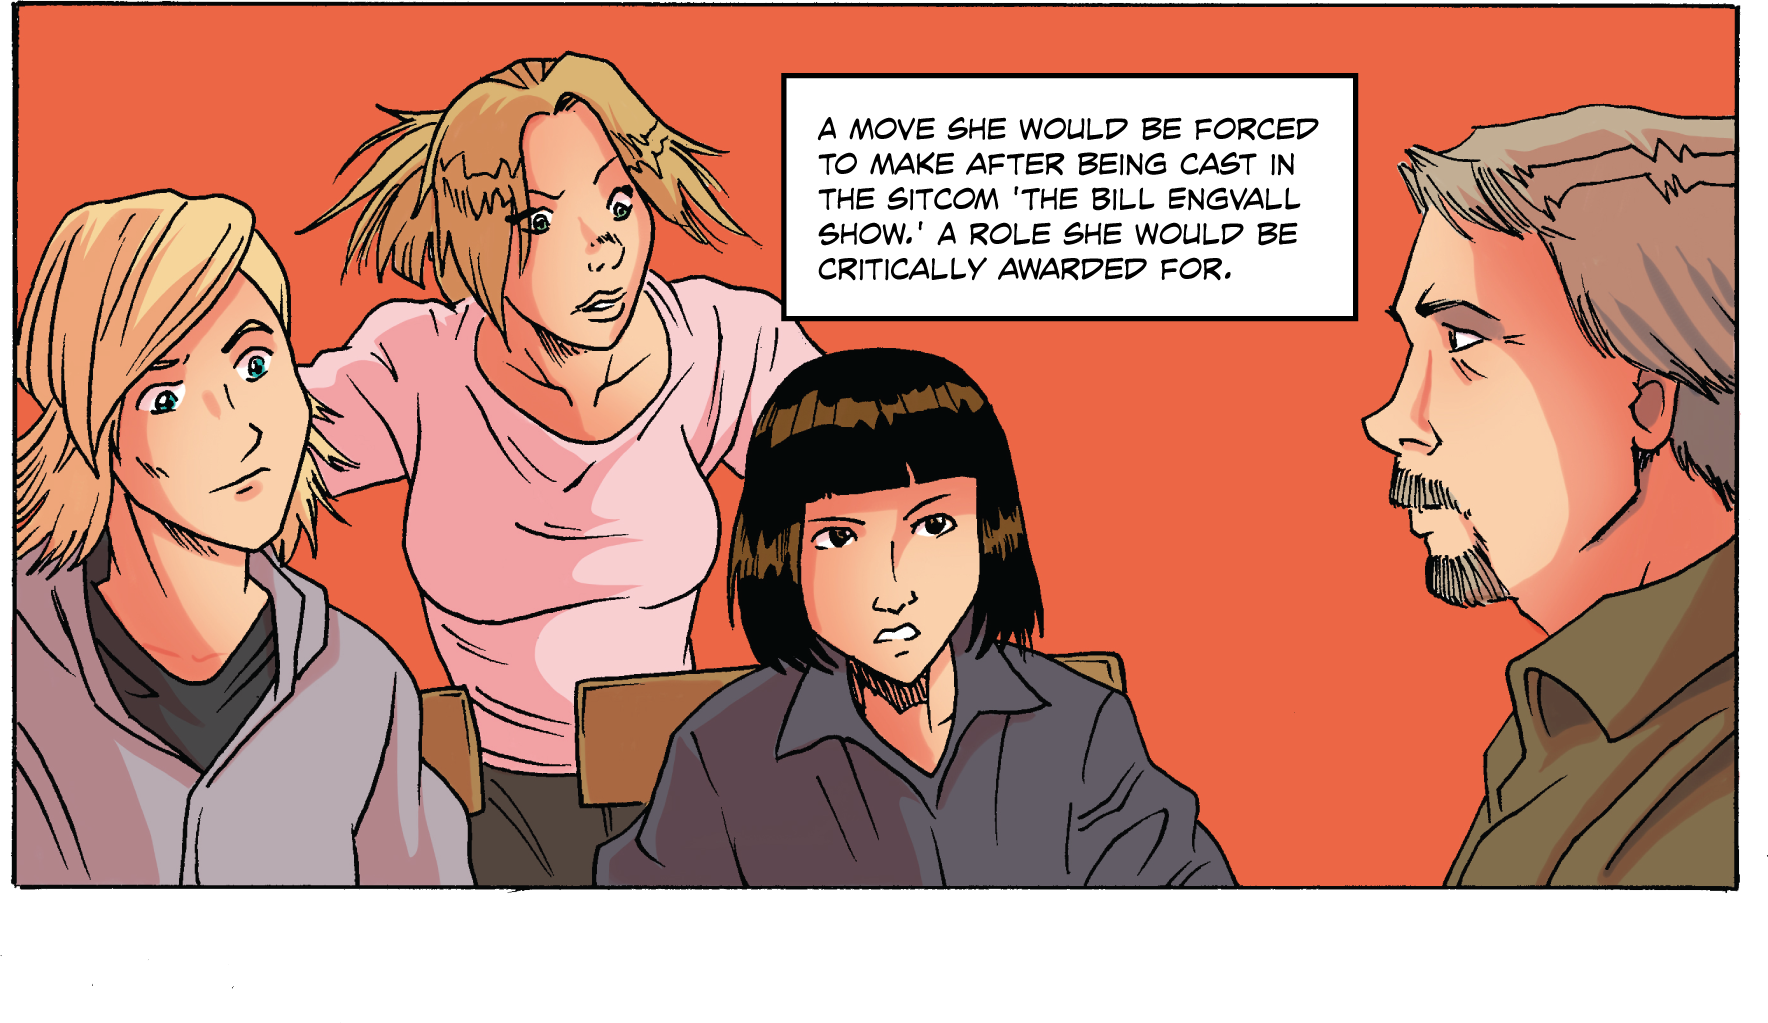 A MOVE SHE WOULD BE FORCED
TO MAKE AFTER BEING CAST IN
THE SITCOM 'THE BILL ENGVALL
SHOW.' A ROLE SHE WOULD BE
CRITICALLY AWARDED FOR.